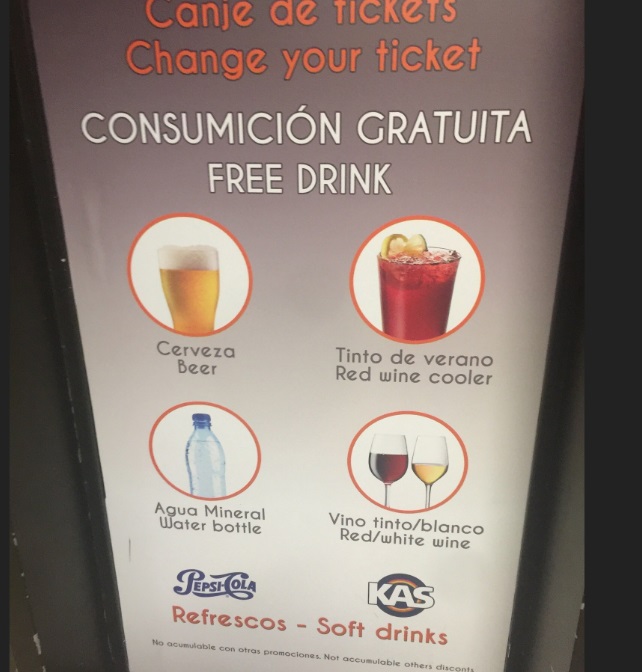 Canje de tickets
Change your ticket
CONSUMICIÓN GRATUITA
FREE DRINK
Cerveza
Beer
Tinto de verano
Red wine cooler
Agua Mineral
Water bottle
Vino tinto/blanco
Red/white wine
PEPSI-COLA
KAS
Refrescos - Soft drinks
No acumulable con otras promociones. Not accumulable others disconts